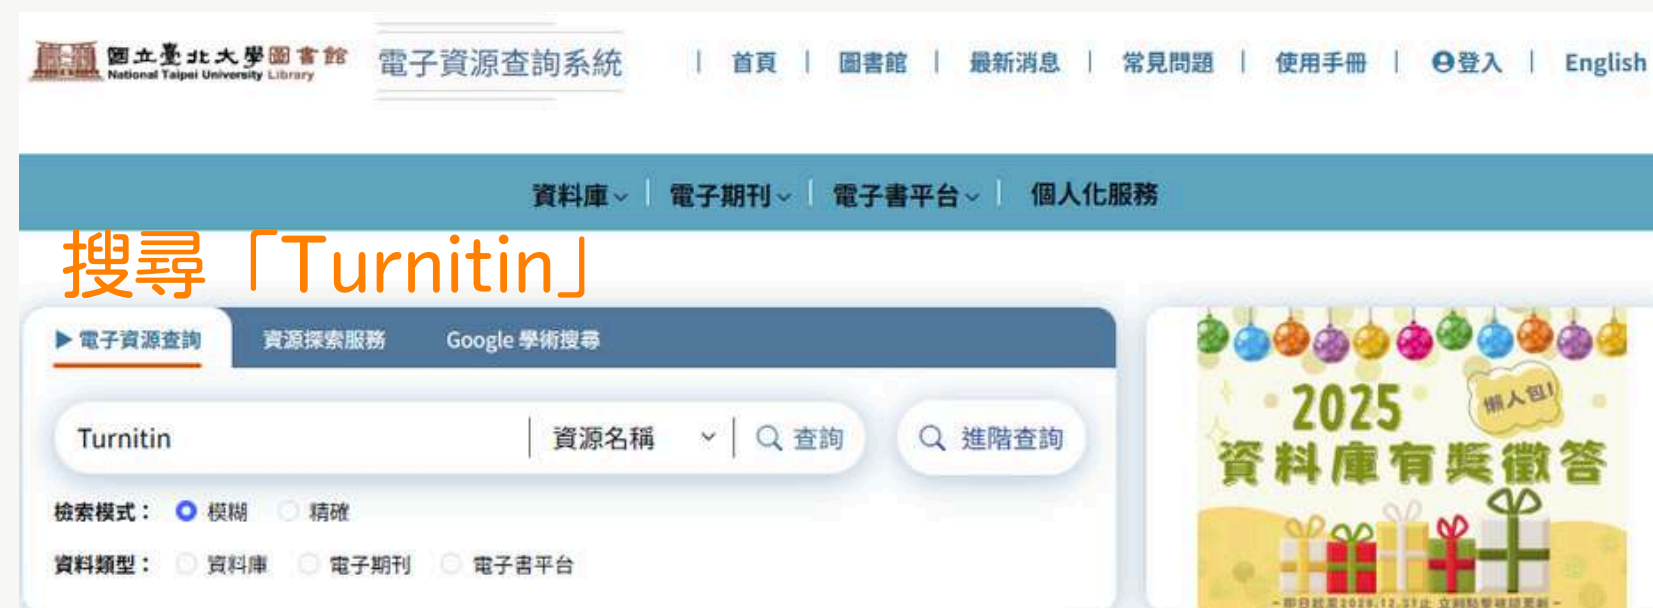 國立臺北大學圖書館
National Taipei University Library
電子資源查詢系統
| 首頁 | 圖書館 | 最新消息 | 常見問題 | 使用手冊 | 登入 | English
資料庫 | 電子期刊 | 電子書平台 | 個人化服務
搜尋「Turnitin」
電子資源查詢 資源探索服務 Google 學術搜尋
Turnitin | 資源名稱 | 查詢 進階查詢
檢索模式： 模糊 精確
資料類型： 資料庫 電子期刊 電子書平台
2025
懶人包!
資料庫有獎徵答